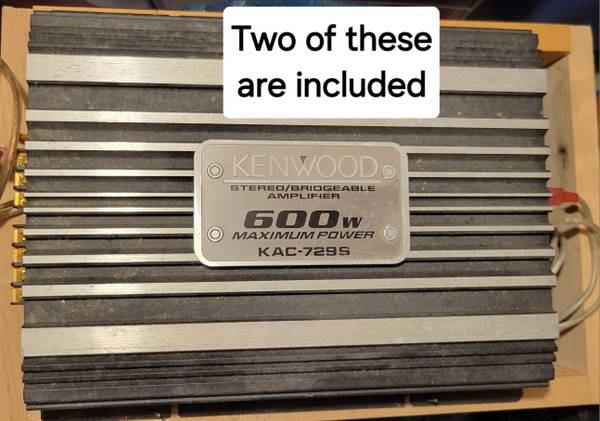 Two of these
are included
KENWOOD
STEREO/BRIDGEABLE
AMPLIFIER
600W
MAXIMUM POWER
KAC-729S